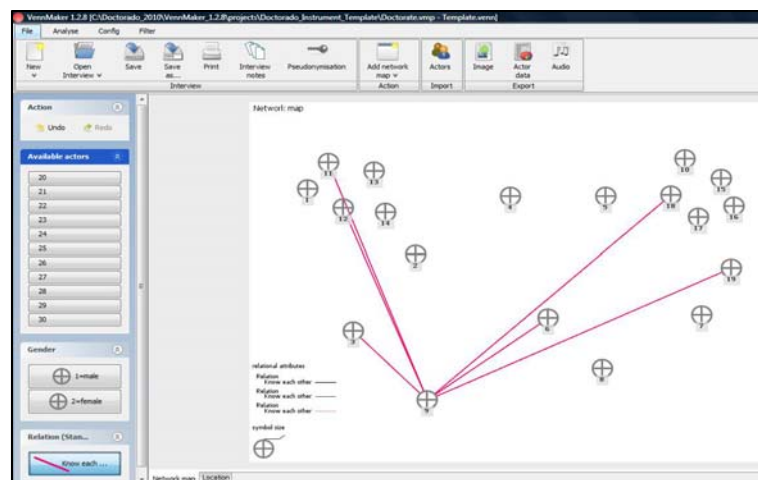 VennMaker 1.2.8 [C:\Doctorado_2010\VennMaker_1.2.8\projects\Doctorado_Instrument_Template\Doctorate.vmp - Template.venn]
File Analyse Config Filter
New Open Interview Save Save as... Print Interview notes Pseudonymisation Add network map Actors Image Actor data Audio
Interview Action Import Export
Action
Undo Redo
Available actors
20
21
22
23
24
25
26
27
28
29
30
Gender
1=male
2=female
Relation (Stan...
Know each ...
Network map
11
13
1
12
14
2
4
5
10
15
18
16
17
19
3
6
7
8
9
relational attributes
Relation
Know each other
Relation
Know each other
Relation
Know each other
symbol size
Network map Location